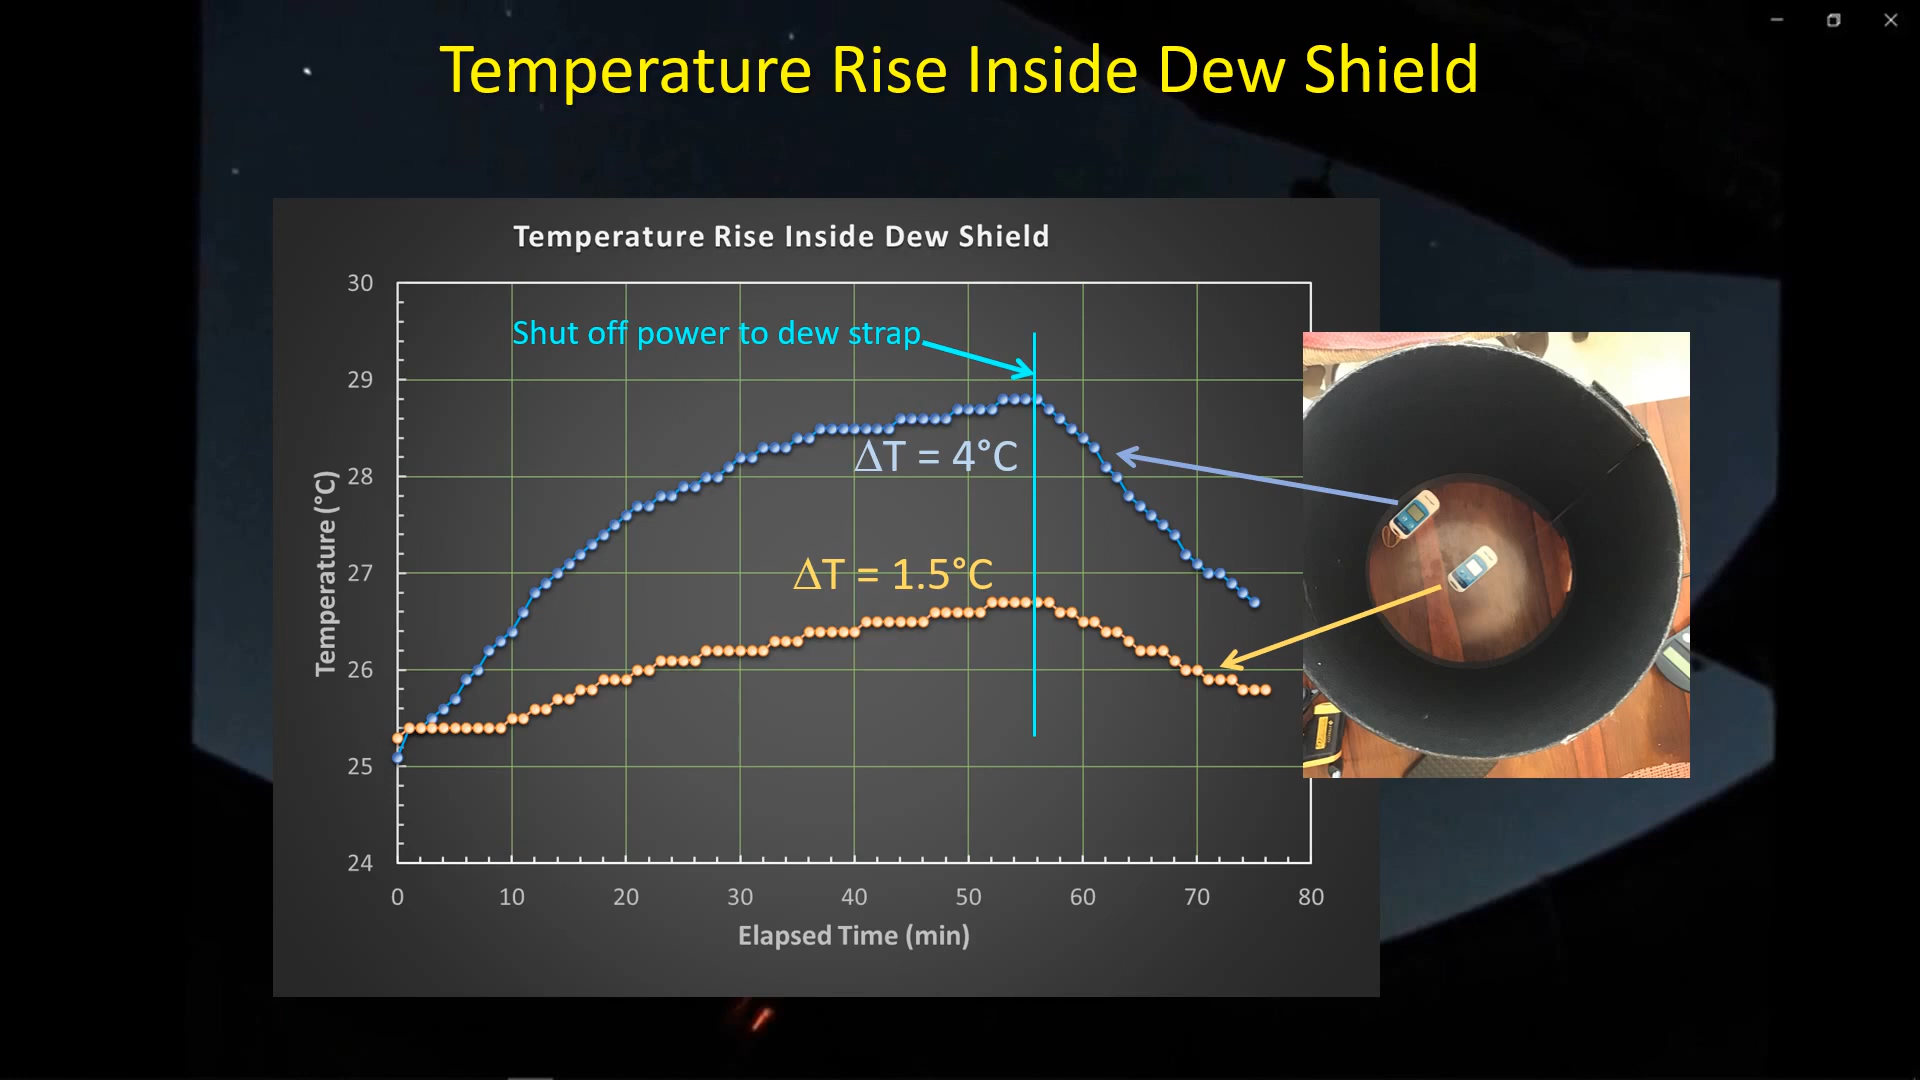 Temperature Rise Inside Dew Shield
Temperature Rise Inside Dew Shield
30
29
28
27
26
25
24
Temperature (°C)
Shut off power to dew strap
ΔT = 4°C
ΔT = 1.5°C
0 10 20 30 40 50 60 70 80
Elapsed Time (min)